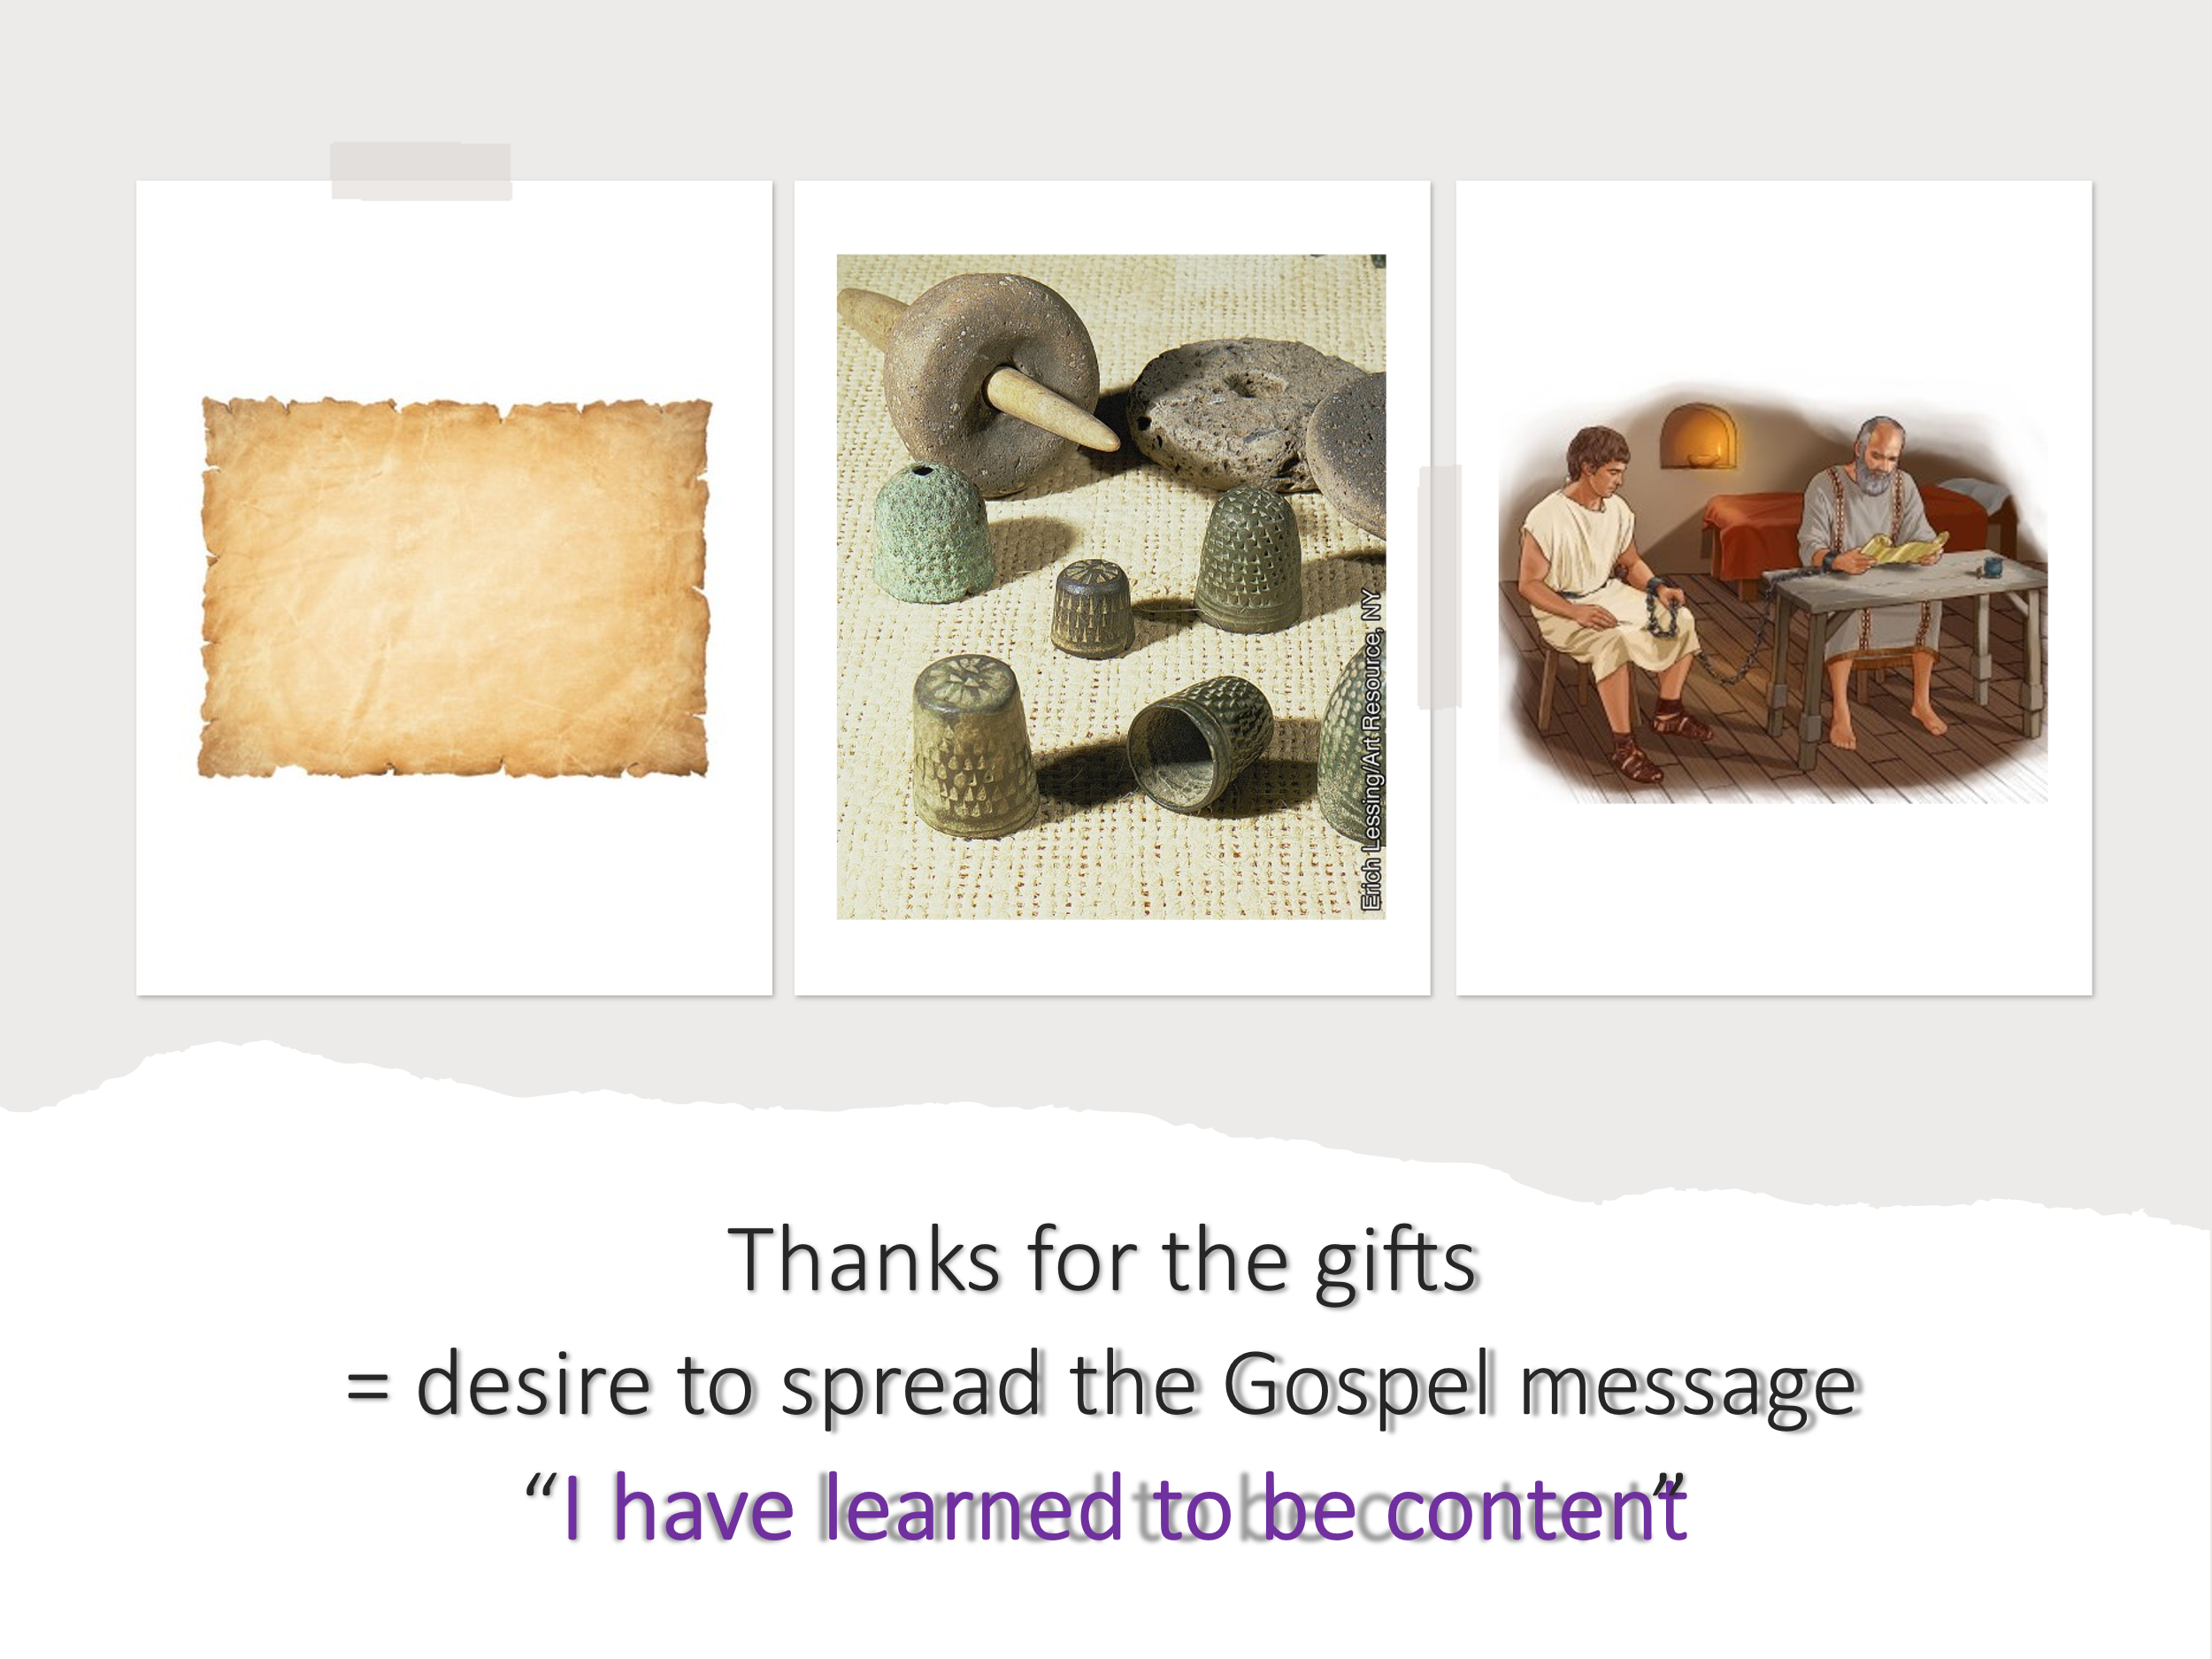 Erich Lessing/Art Resource, NY
Thanks for the gifts
= desire to spread the Gospel message
“I have learned to be content”